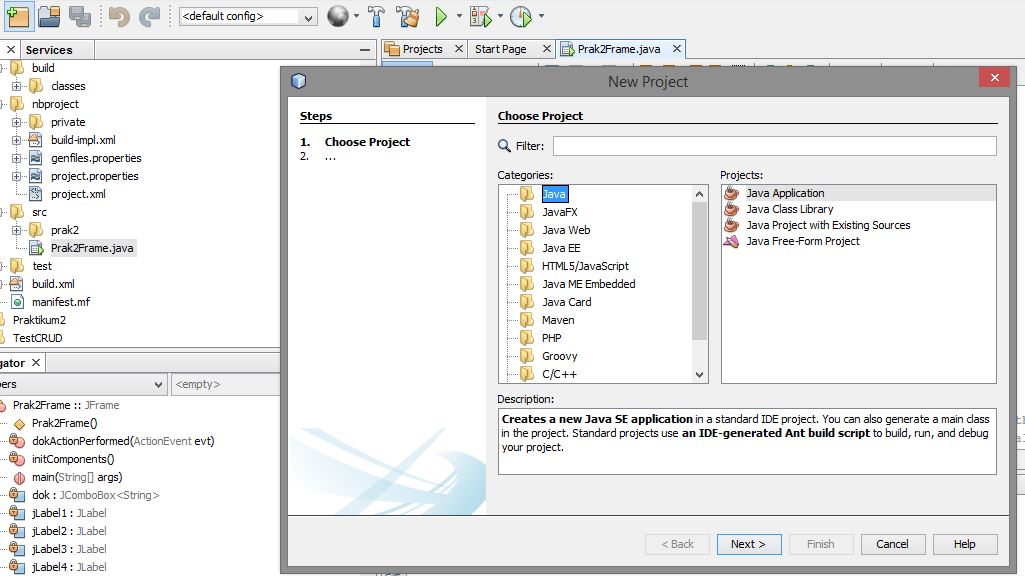 <default config>
Services
Projects
Start Page
Prak2Frame.java
build
classes
nbproject
private
build-impl.xml
genfiles.properties
project.properties
project.xml
src
prak2
Prak2Frame.java
test
build.xml
manifest.mf
Praktikum2
TestCRUD
gator
ers
<empty>
Prak2Frame :: JFrame
Prak2Frame()
dokActionPerformed(ActionEvent evt)
initComponents()
main(String[] args)
dok : JComboBox<String>
jLabel1 : JLabel
jLabel2 : JLabel
jLabel3 : JLabel
jLabel4 : JLabel
New Project
Steps
1. Choose Project
2. ...
Choose Project
Filter:
Categories:
Java
JavaFX
Java Web
Java EE
HTML5/JavaScript
Java ME Embedded
Java Card
Maven
PHP
Groovy
C/C++
Projects:
Java Application
Java Class Library
Java Project with Existing Sources
Java Free-Form Project
Description:
Creates a new Java SE application in a standard IDE project. You can also generate a main class
in the project. Standard projects use an IDE-generated Ant build script to build, run, and debug
your project.
< Back
Next >
Finish
Cancel
Help